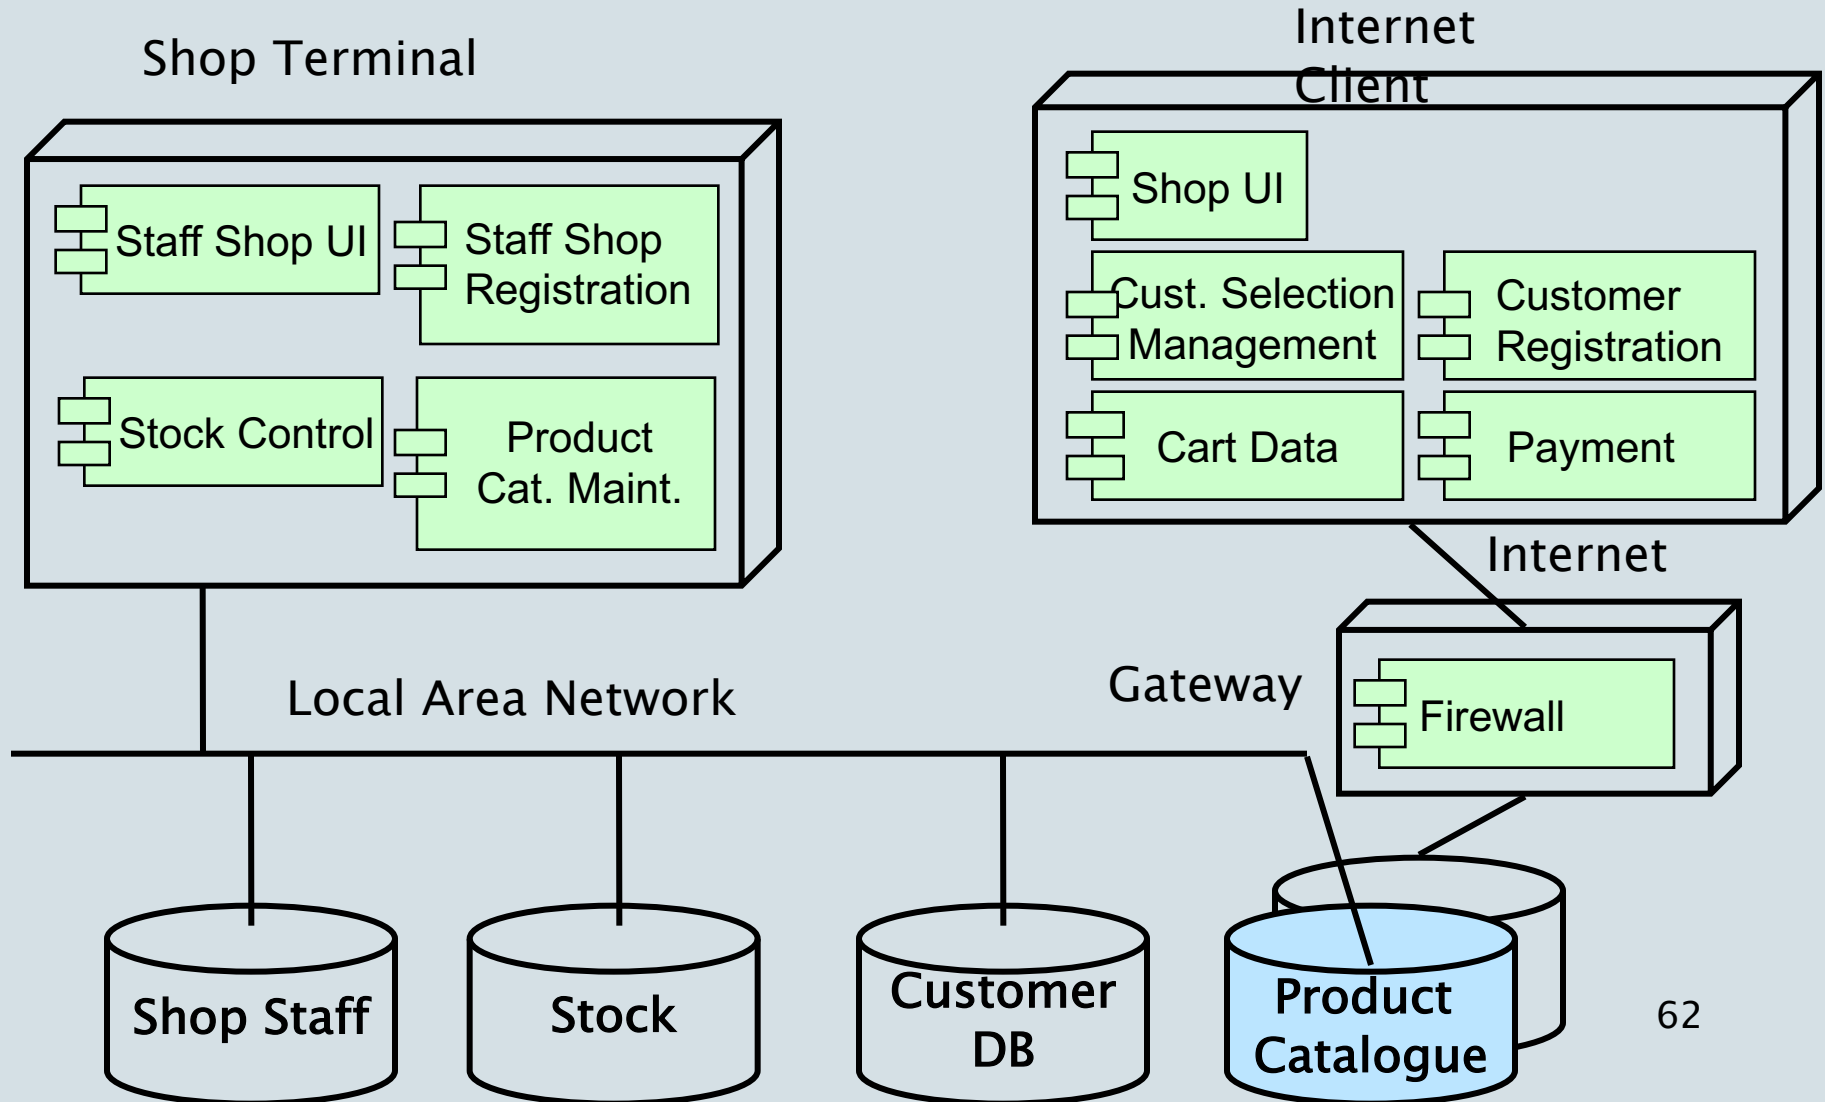 Shop Terminal
Internet
Client
Staff Shop UI
Staff Shop
Registration
Stock Control
Product
Cat. Maint.
Shop UI
Cust. Selection
Management
Customer
Registration
Cart Data
Payment
Internet
Local Area Network
Gateway
Firewall
Shop Staff
Stock
Customer
DB
Product
Catalogue
62